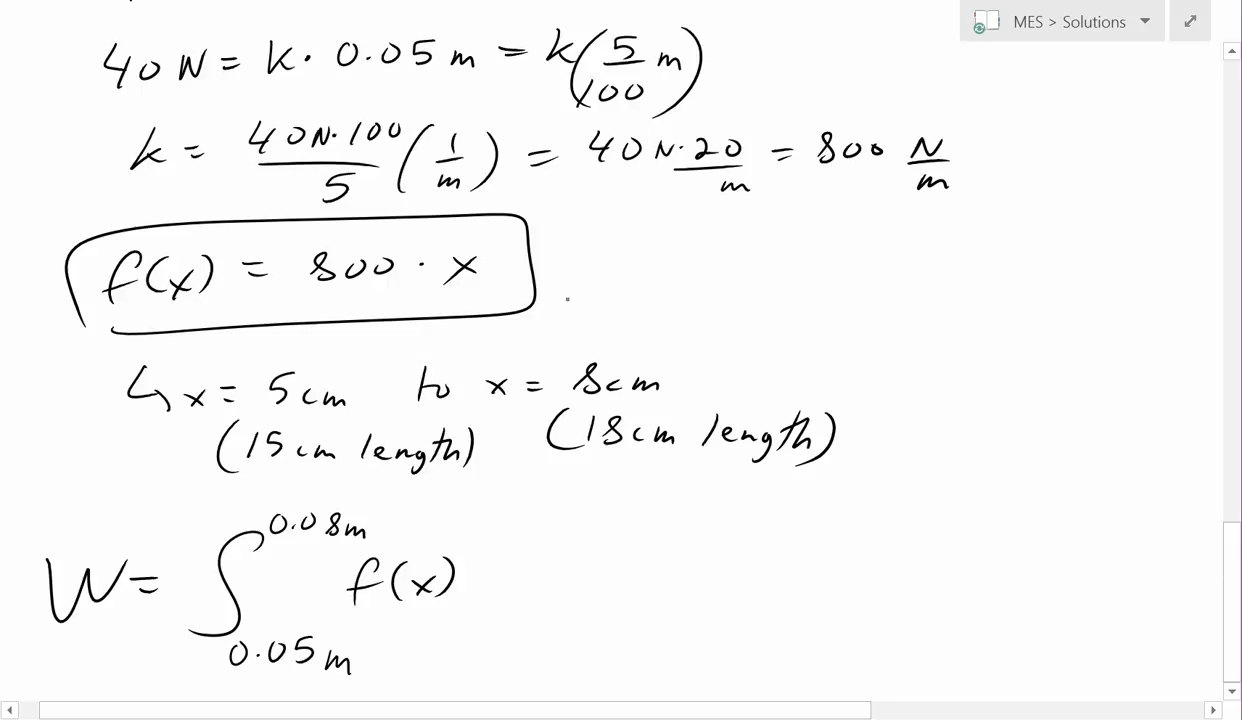 MES > Solutions
40 N = k · 0.05 m = k(5/100 m)
k = 40N·100/5 (1/m) = 40 N·20/m = 800 N/m
f(x) = 800 · x
↳ x = 5cm to x = 8cm
(15cm length) (18cm length)
W = ∫_{0.05m}^{0.08m} f(x)